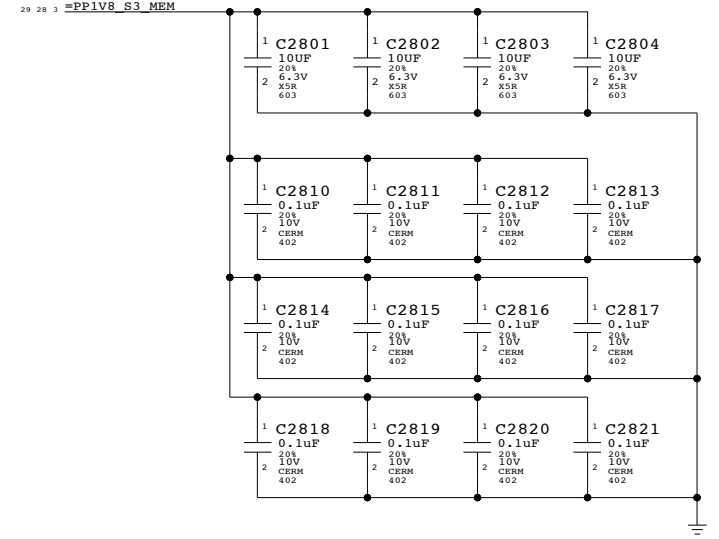 29 28 3 =PP1V8_S3_MEM
1 C2801 1 C2802 1 C2803 1 C2804
10UF 10UF 10UF 10UF
20% 20% 20% 20%
2 6.3V 2 6.3V 2 6.3V 2 6.3V
X5R X5R X5R X5R
603 603 603 603
1 C2810 1 C2811 1 C2812 1 C2813
0.1uF 0.1uF 0.1uF 0.1uF
20% 20% 20% 20%
2 10V 2 10V 2 10V 2 10V
CERM CERM CERM CERM
402 402 402 402
1 C2814 1 C2815 1 C2816 1 C2817
0.1uF 0.1uF 0.1uF 0.1uF
20% 20% 20% 20%
2 10V 2 10V 2 10V 2 10V
CERM CERM CERM CERM
402 402 402 402
1 C2818 1 C2819 1 C2820 1 C2821
0.1uF 0.1uF 0.1uF 0.1uF
20% 20% 20% 20%
2 10V 2 10V 2 10V 2 10V
CERM CERM CERM CERM
402 402 402 402